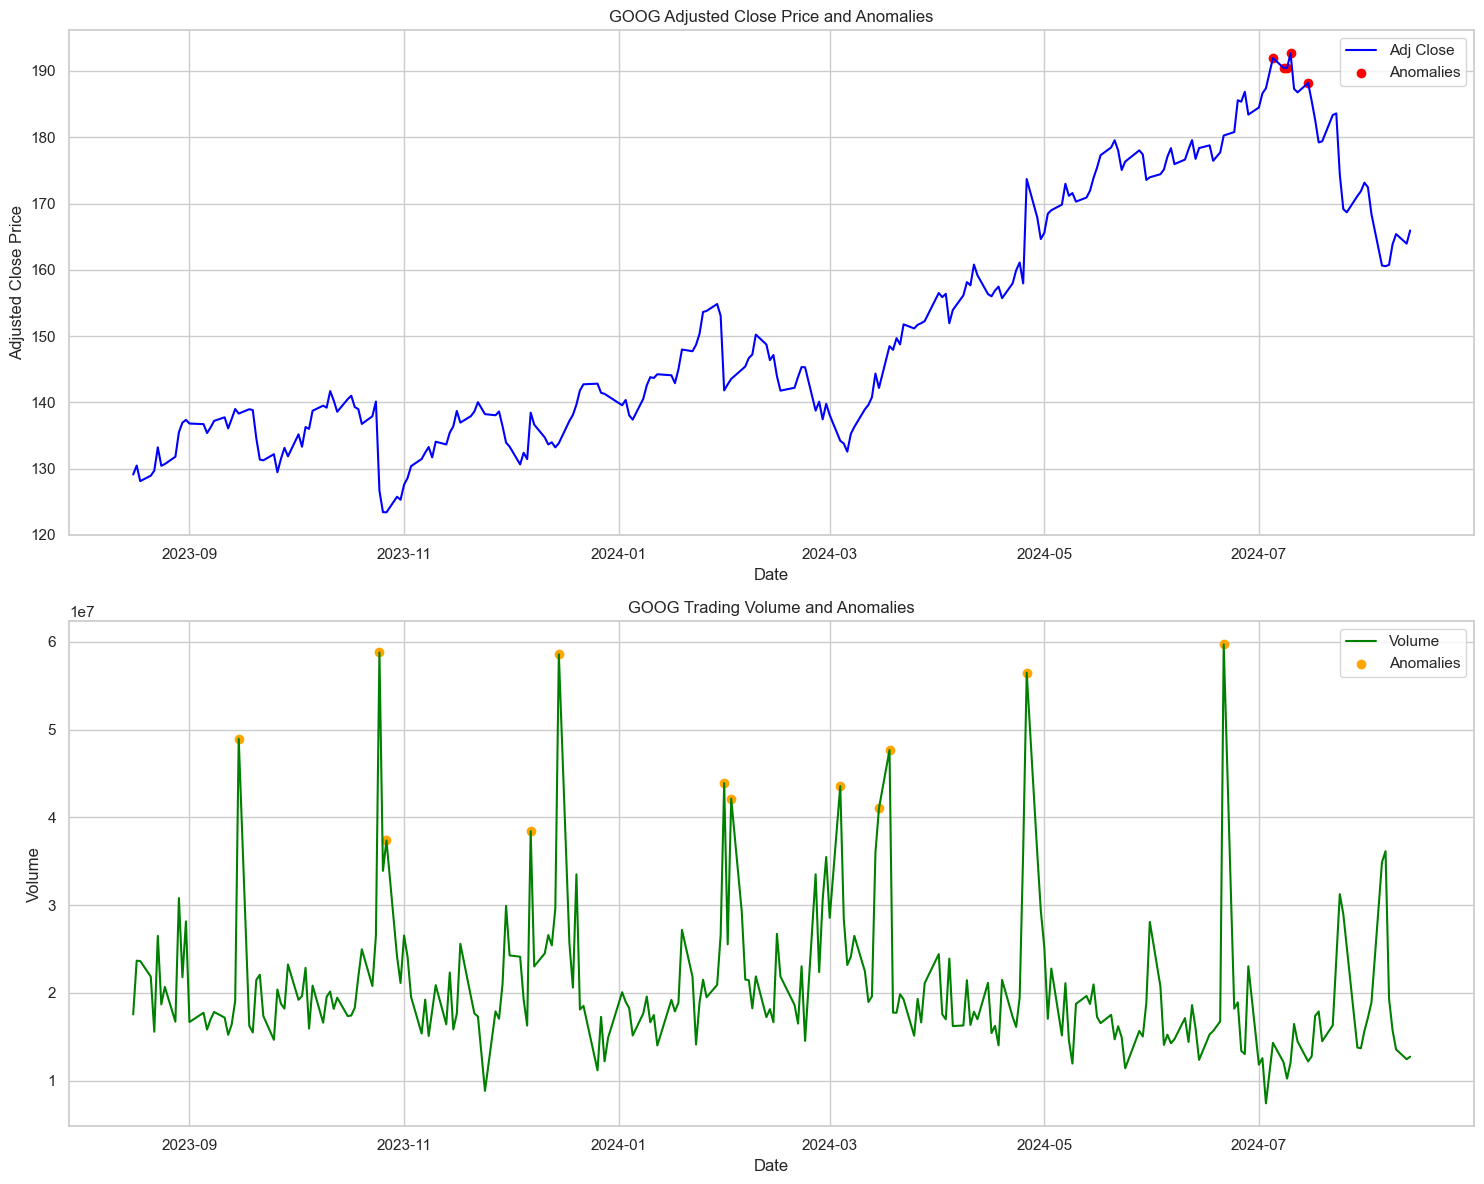 GOOG Adjusted Close Price and Anomalies
Adj Close
Anomalies
Adjusted Close Price
190
180
170
160
150
140
130
120
2023-09
2023-11
2024-01
2024-03
2024-05
2024-07
Date
GOOG Trading Volume and Anomalies
1e7
Volume
Anomalies
Volume
6
5
4
3
2
1
2023-09
2023-11
2024-01
2024-03
2024-05
2024-07
Date